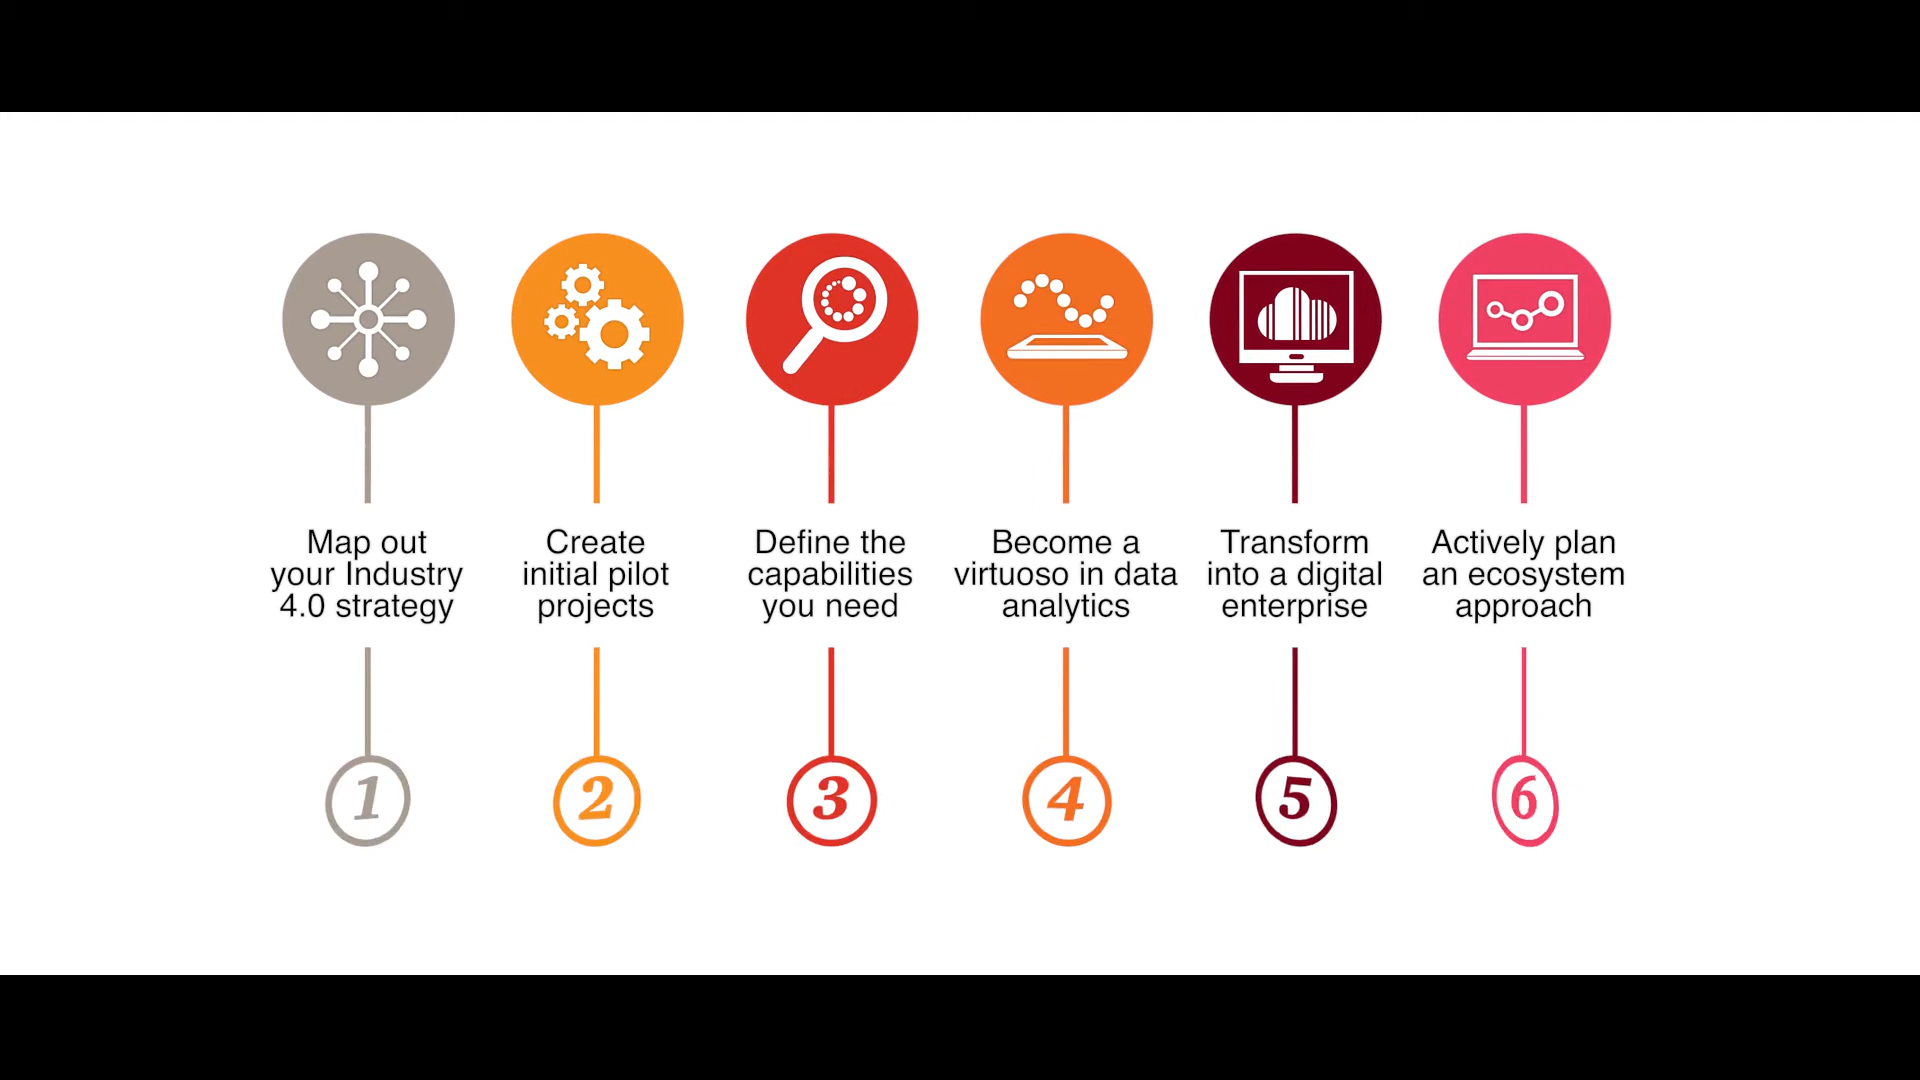 Map out
your Industry
4.0 strategy
1
Create
initial pilot
projects
2
Define the
capabilities
you need
3
Become a
virtuoso in data
analytics
4
Transform
into a digital
enterprise
5
Actively plan
an ecosystem
approach
6